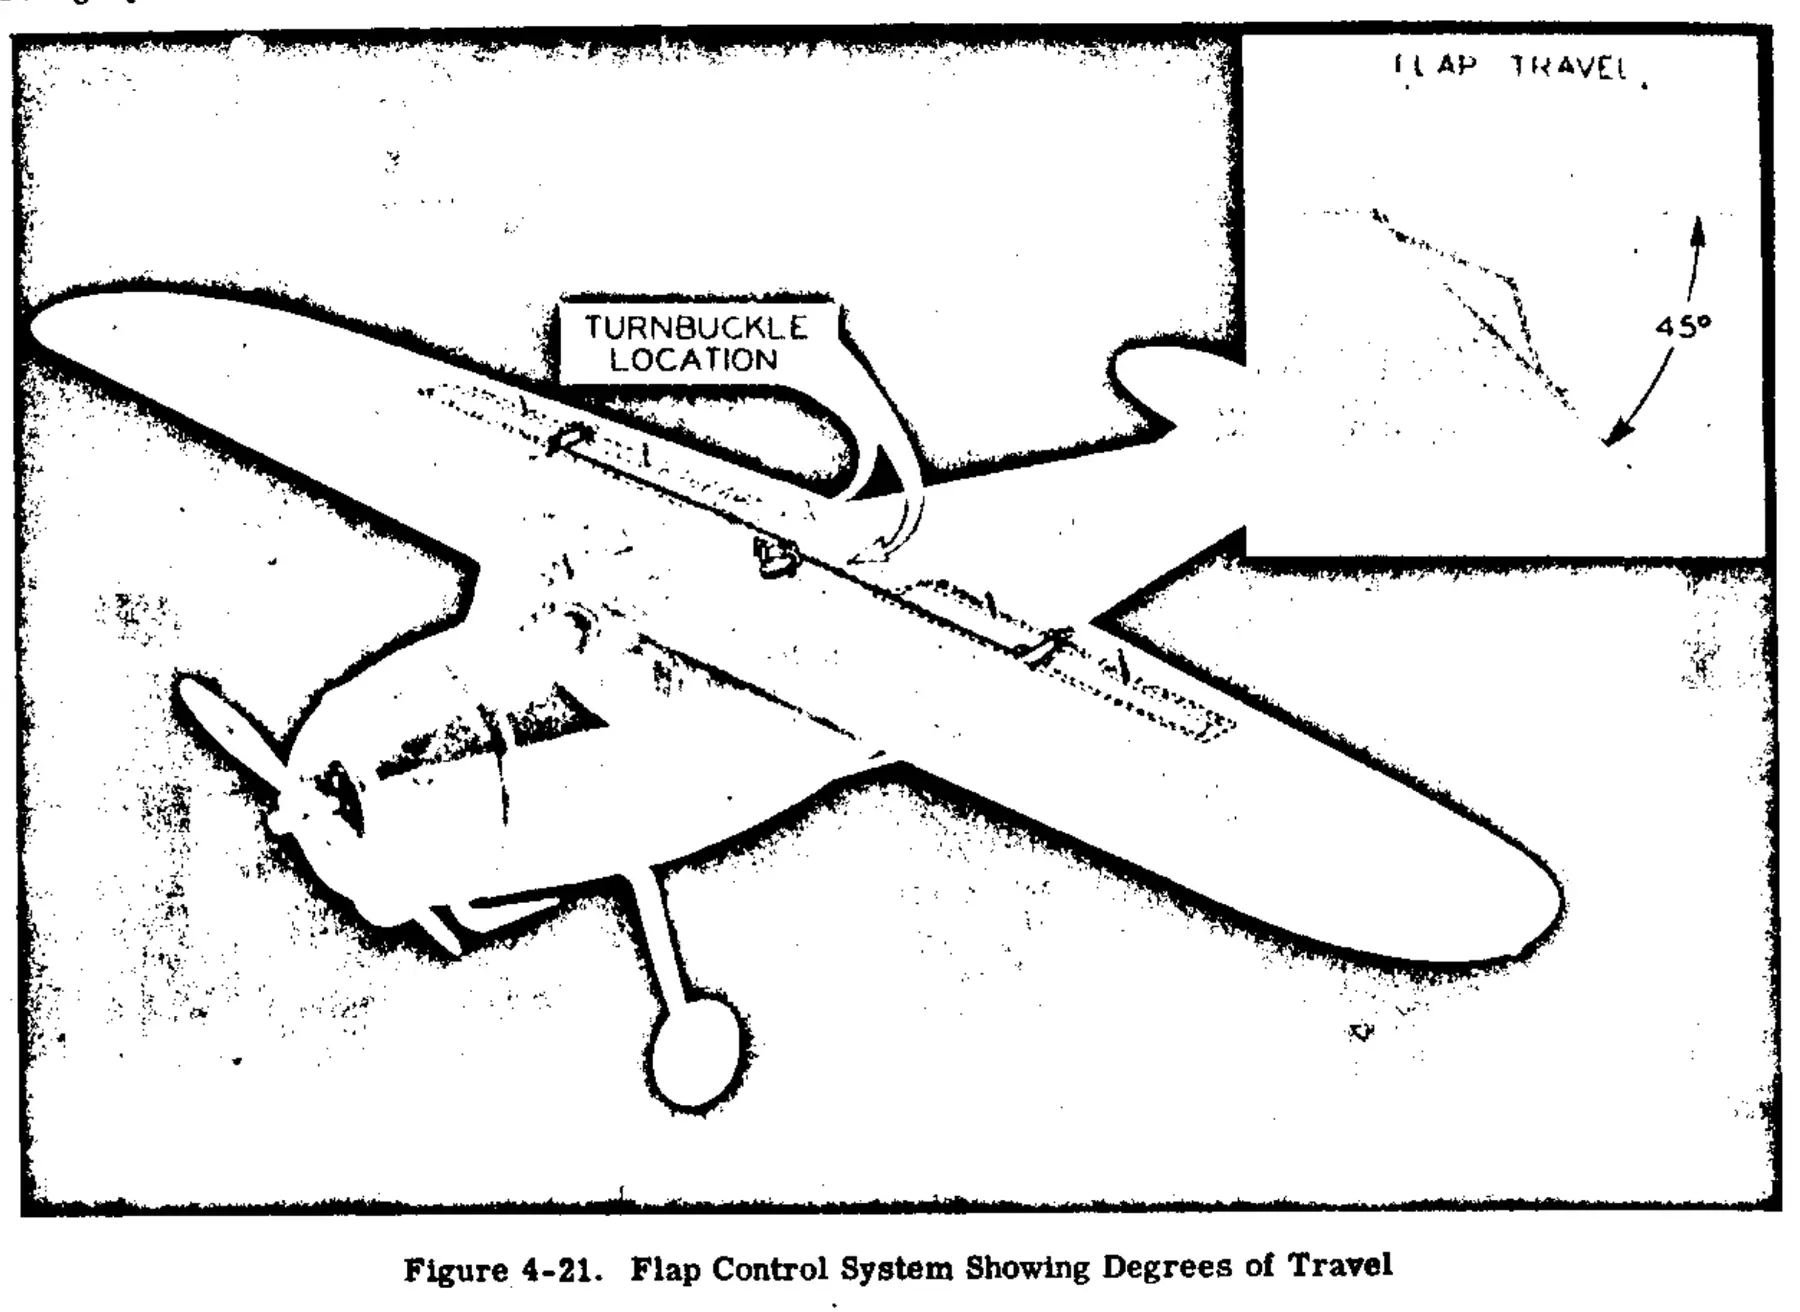 FLAP TRAVEL
TURNBUCKLE
LOCATION
45°
Figure 4-21. Flap Control System Showing Degrees of Travel